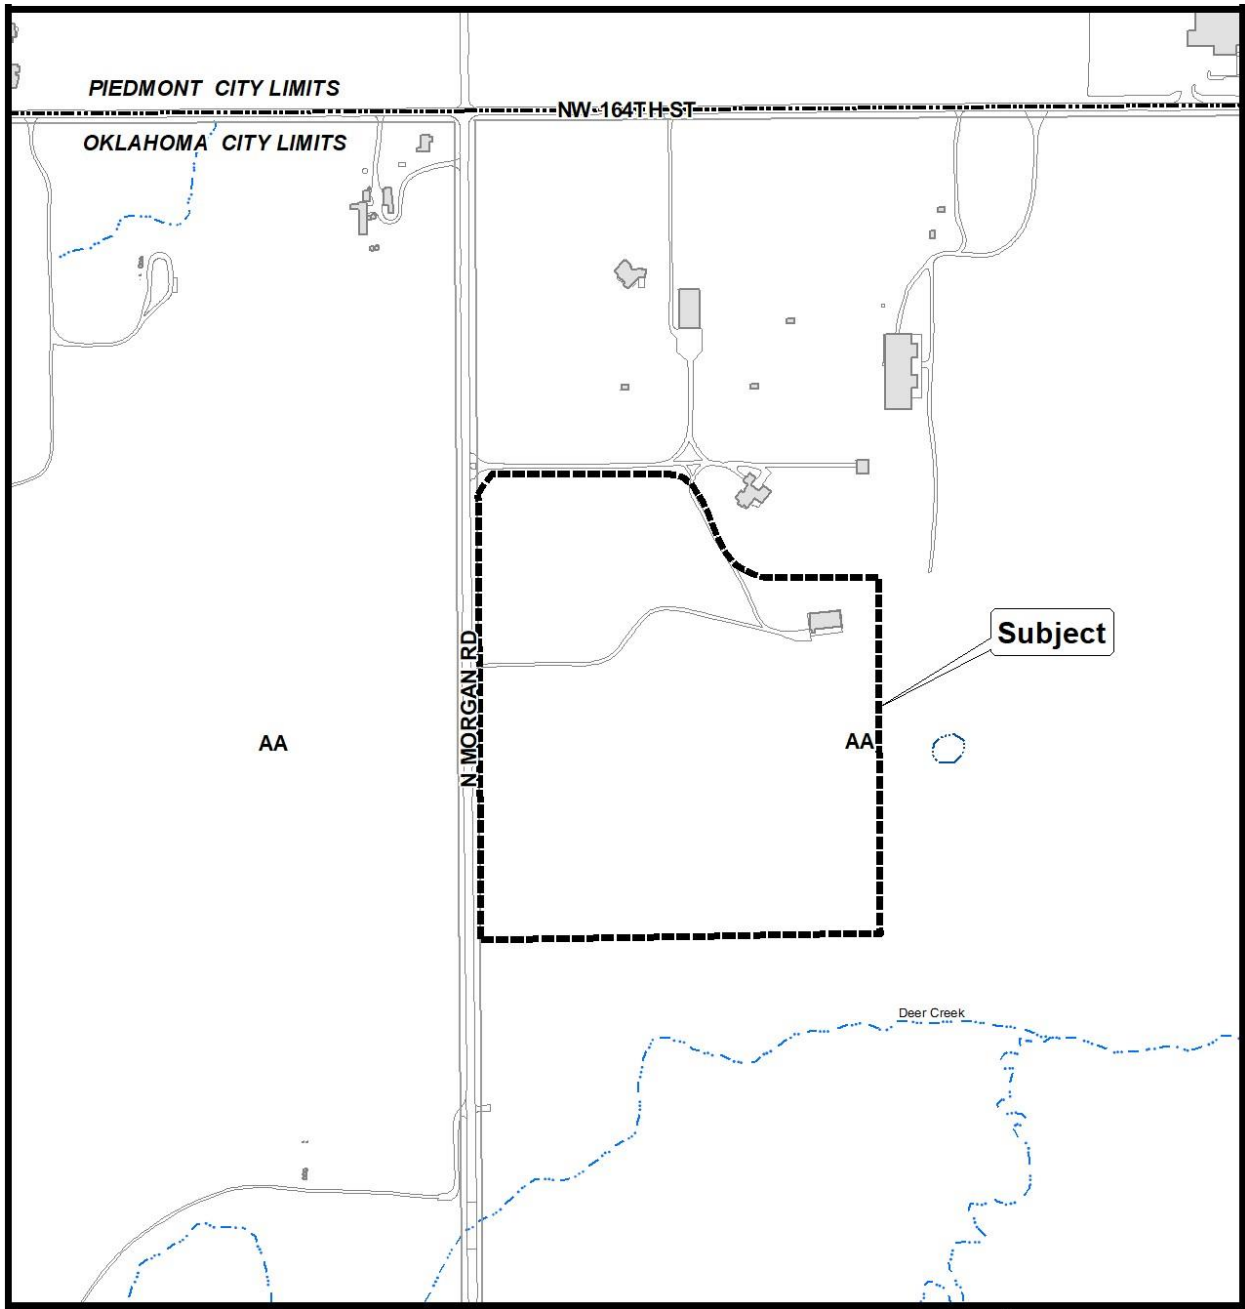 PIEDMONT CITY LIMITS
NW 164TH ST
OKLAHOMA CITY LIMITS
Subject
N MORGAN RD
AA
AA
Deer Creek